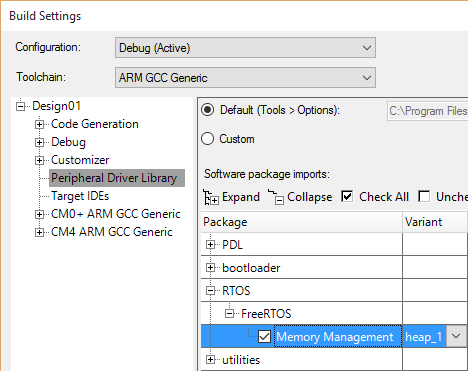 Build Settings
Configuration: Debug (Active)
Toolchain: ARM GCC Generic
Design01
Code Generation
Debug
Customizer
Peripheral Driver Library
Target IDEs
CM0+ ARM GCC Generic
CM4 ARM GCC Generic
Default (Tools > Options): C:\Program Files
Custom
Software package imports:
Expand Collapse Check All Unche
Package Variant
PDL
bootloader
RTOS
FreeRTOS
Memory Management heap_1
utilities